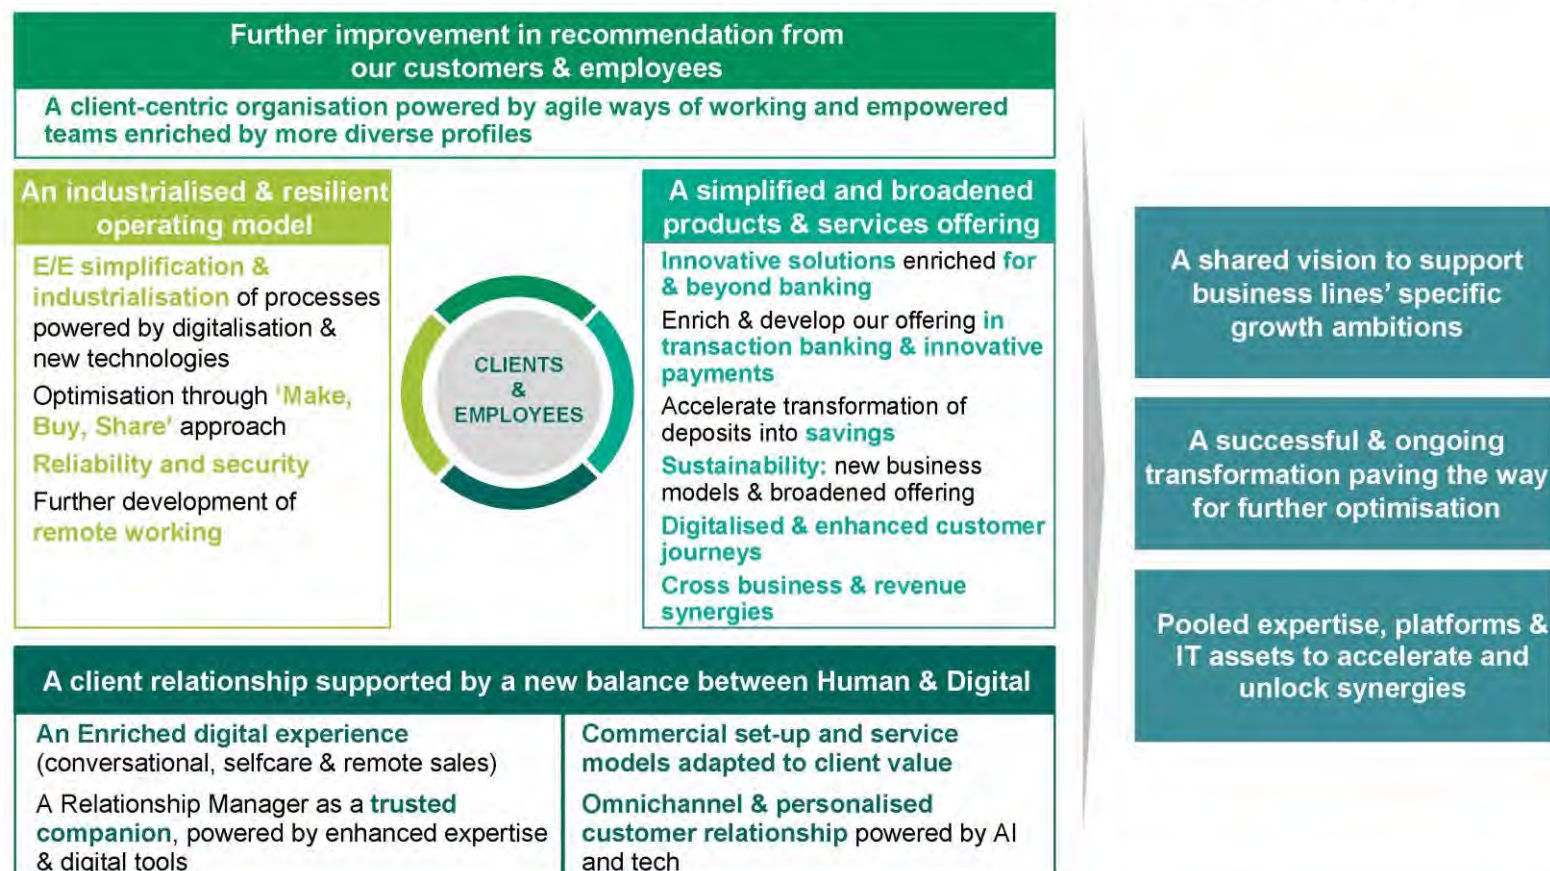 Further improvement in recommendation from
our customers & employees
A client-centric organisation powered by agile ways of working and empowered
teams enriched by more diverse profiles
An industrialised & resilient
operating model
E/E simplification &
industrialisation of processes
powered by digitalisation &
new technologies
Optimisation through 'Make,
Buy, Share' approach
Reliability and security
Further development of
remote working
CLIENTS
&
EMPLOYEES
A simplified and broadened
products & services offering
Innovative solutions enriched for
& beyond banking
Enrich & develop our offering in
transaction banking & innovative
payments
Accelerate transformation of
deposits into savings
Sustainability: new business
models & broadened offering
Digitalised & enhanced customer
journeys
Cross business & revenue
synergies
A client relationship supported by a new balance between Human & Digital
An Enriched digital experience
(conversational, selfcare & remote sales)
A Relationship Manager as a trusted
companion, powered by enhanced expertise
& digital tools
Commercial set-up and service
models adapted to client value
Omnichannel & personalised
customer relationship powered by AI
and tech
A shared vision to support
business lines' specific
growth ambitions
A successful & ongoing
transformation paving the way
for further optimisation
Pooled expertise, platforms &
IT assets to accelerate and
unlock synergies